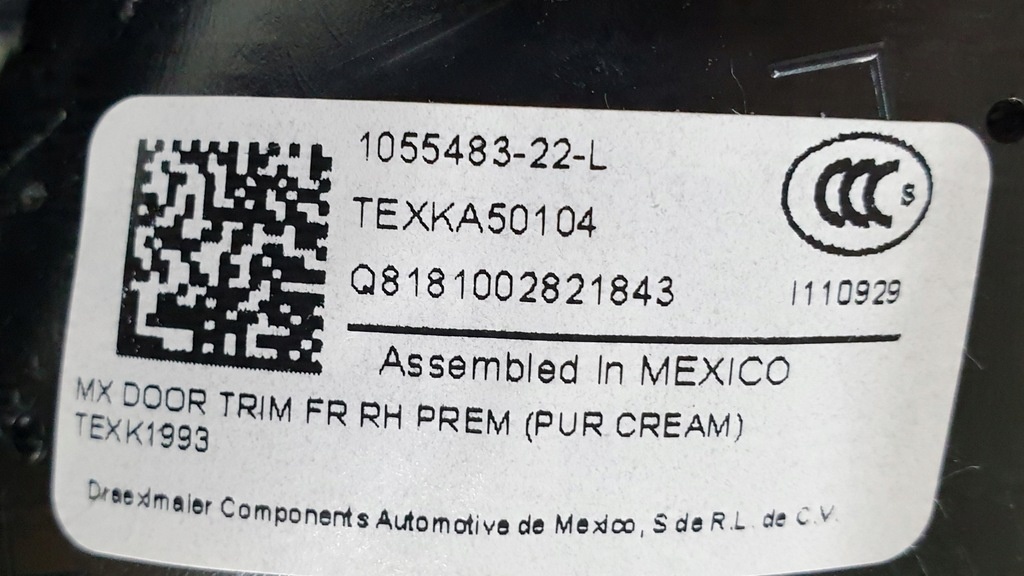 1055483-22-L
TEXKA50104
Q8181002821843
CCC S
I110929
Assembled In MEXICO
MX DOOR TRIM FR RH PREM (PUR CREAM)
TEXK1993
Draexlmaier Components Automotive de Mexico, S de R.L. de C.V.